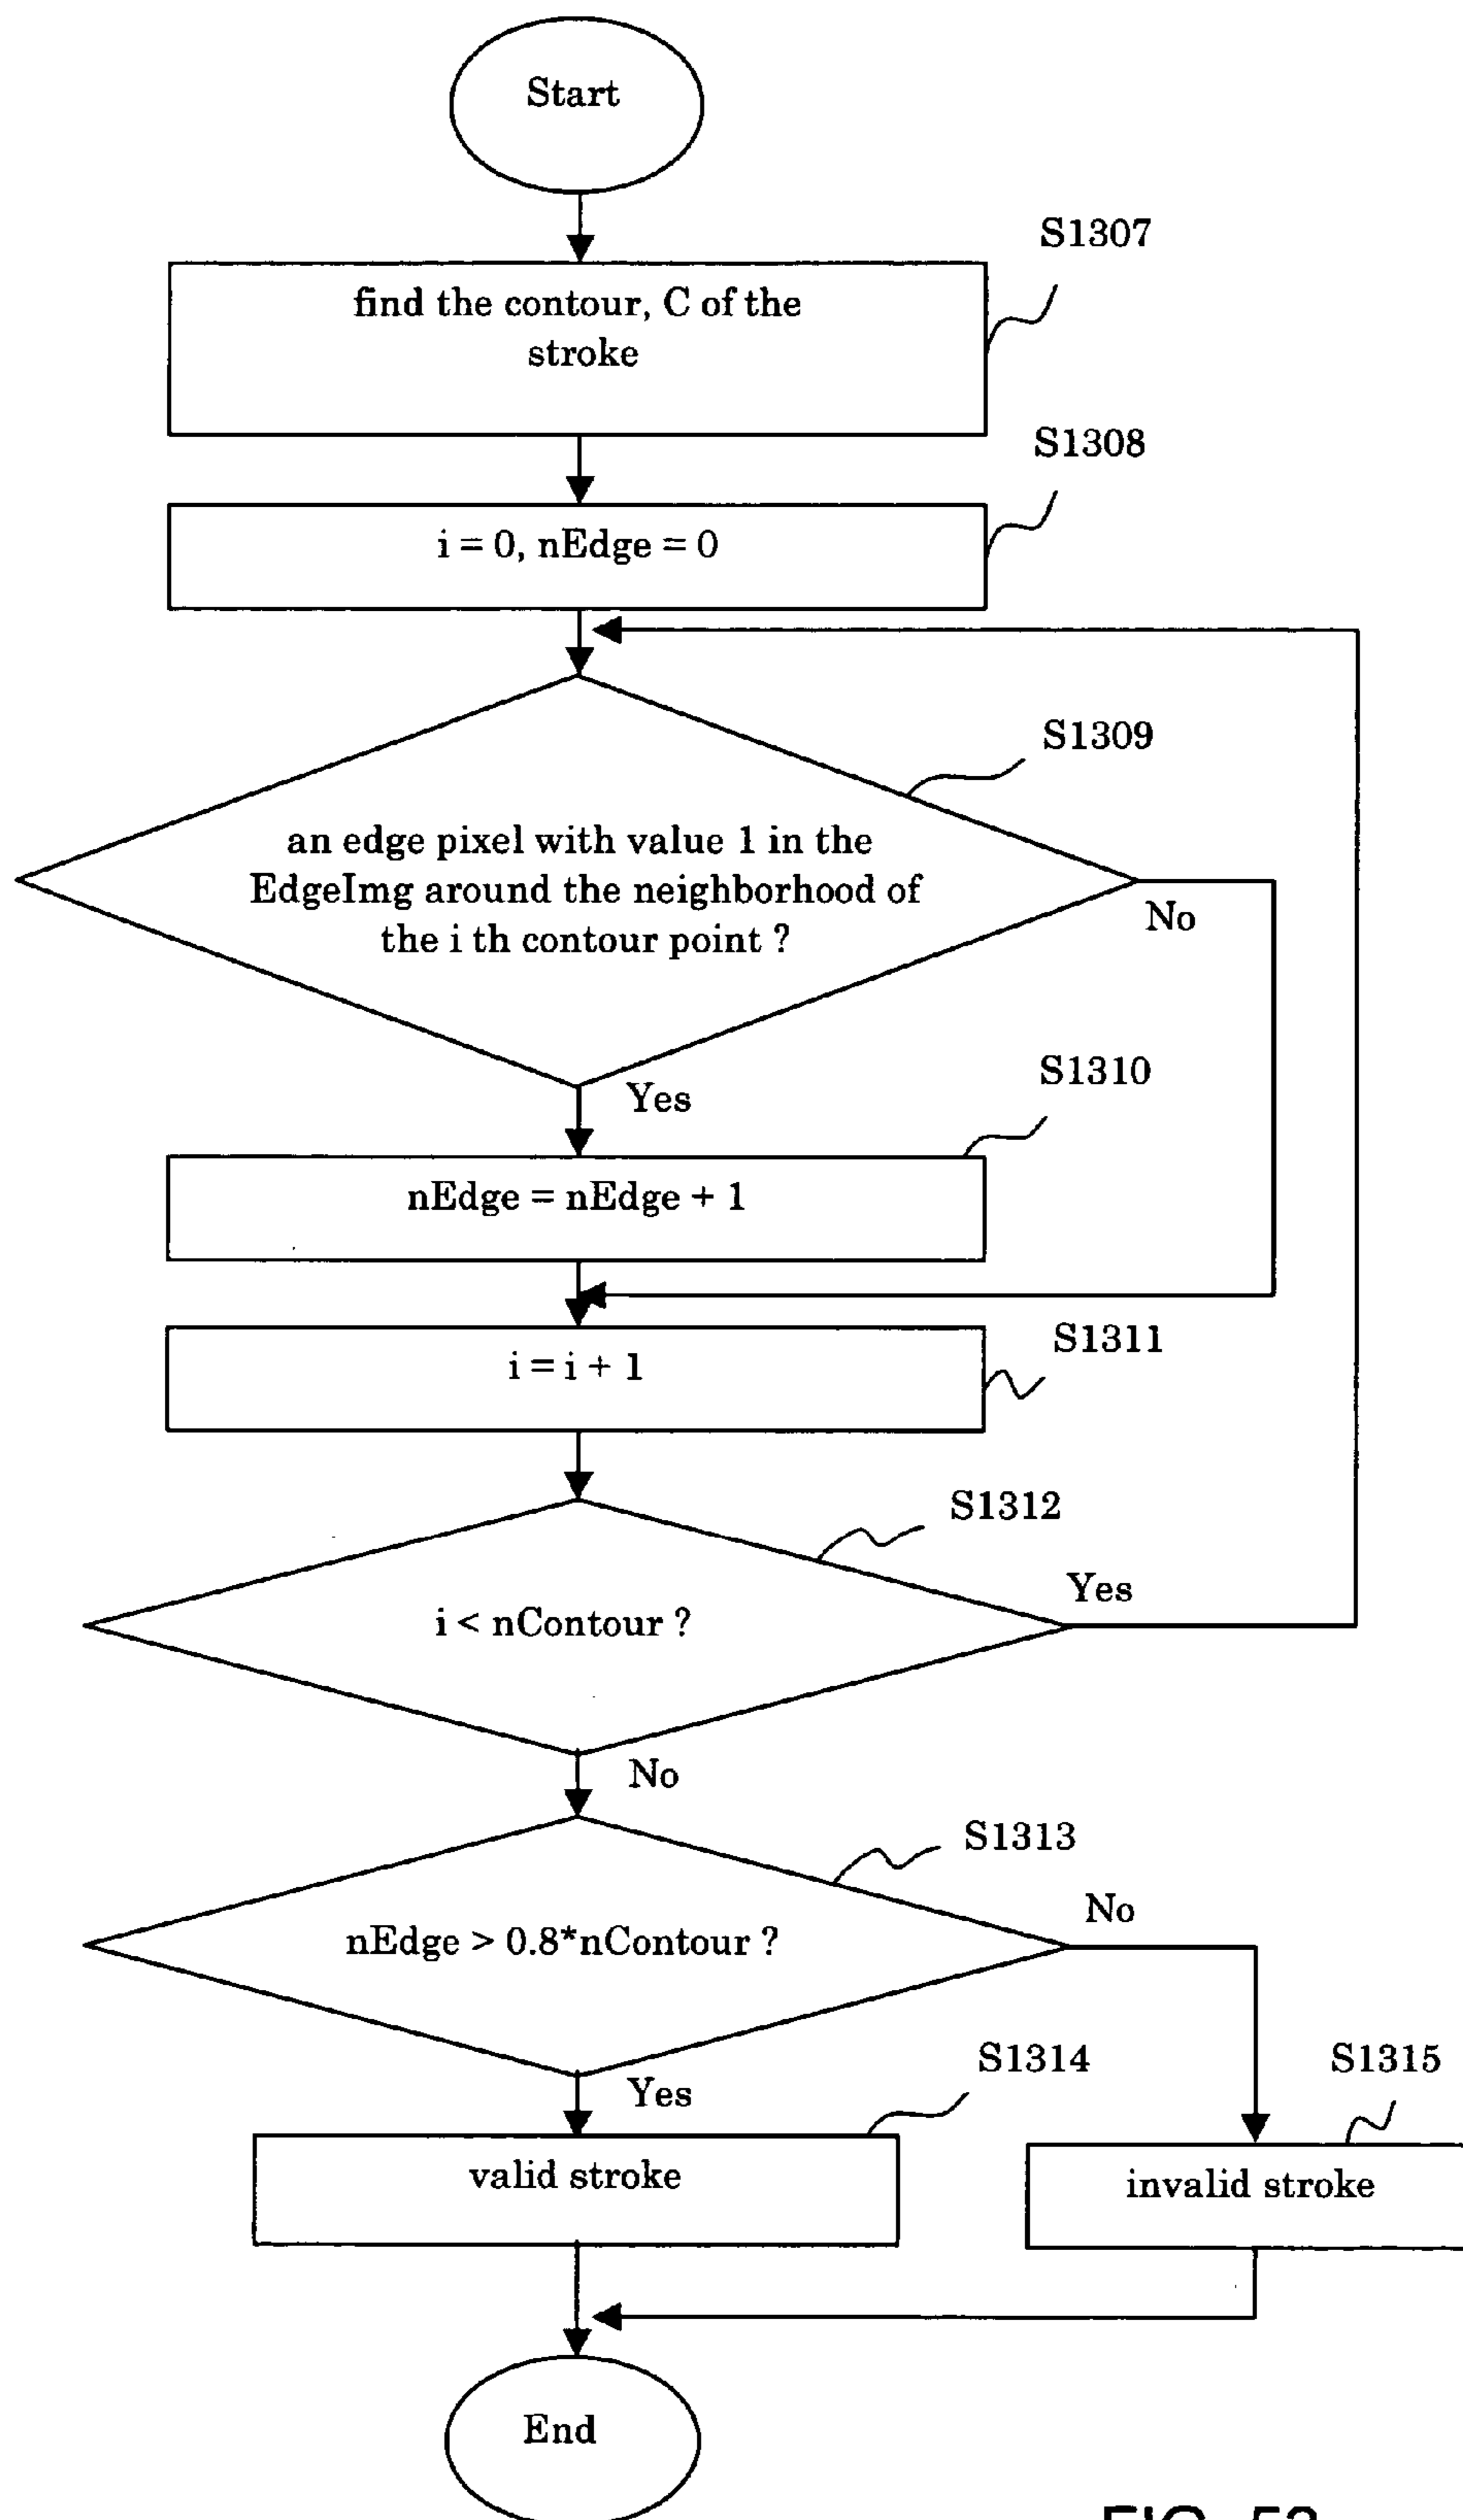 Start
S1307
find the contour, C of the
stroke
S1308
i = 0, nEdge = 0
S1309
an edge pixel with value 1 in the
EdgeImg around the neighborhood of
the i th contour point ?
No
S1310
Yes
nEdge = nEdge + 1
S1311
i = i + 1
S1312
Yes
i < nContour ?
No
S1313
No
nEdge > 0.8*nContour ?
S1314
S1315
Yes
valid stroke
invalid stroke
End